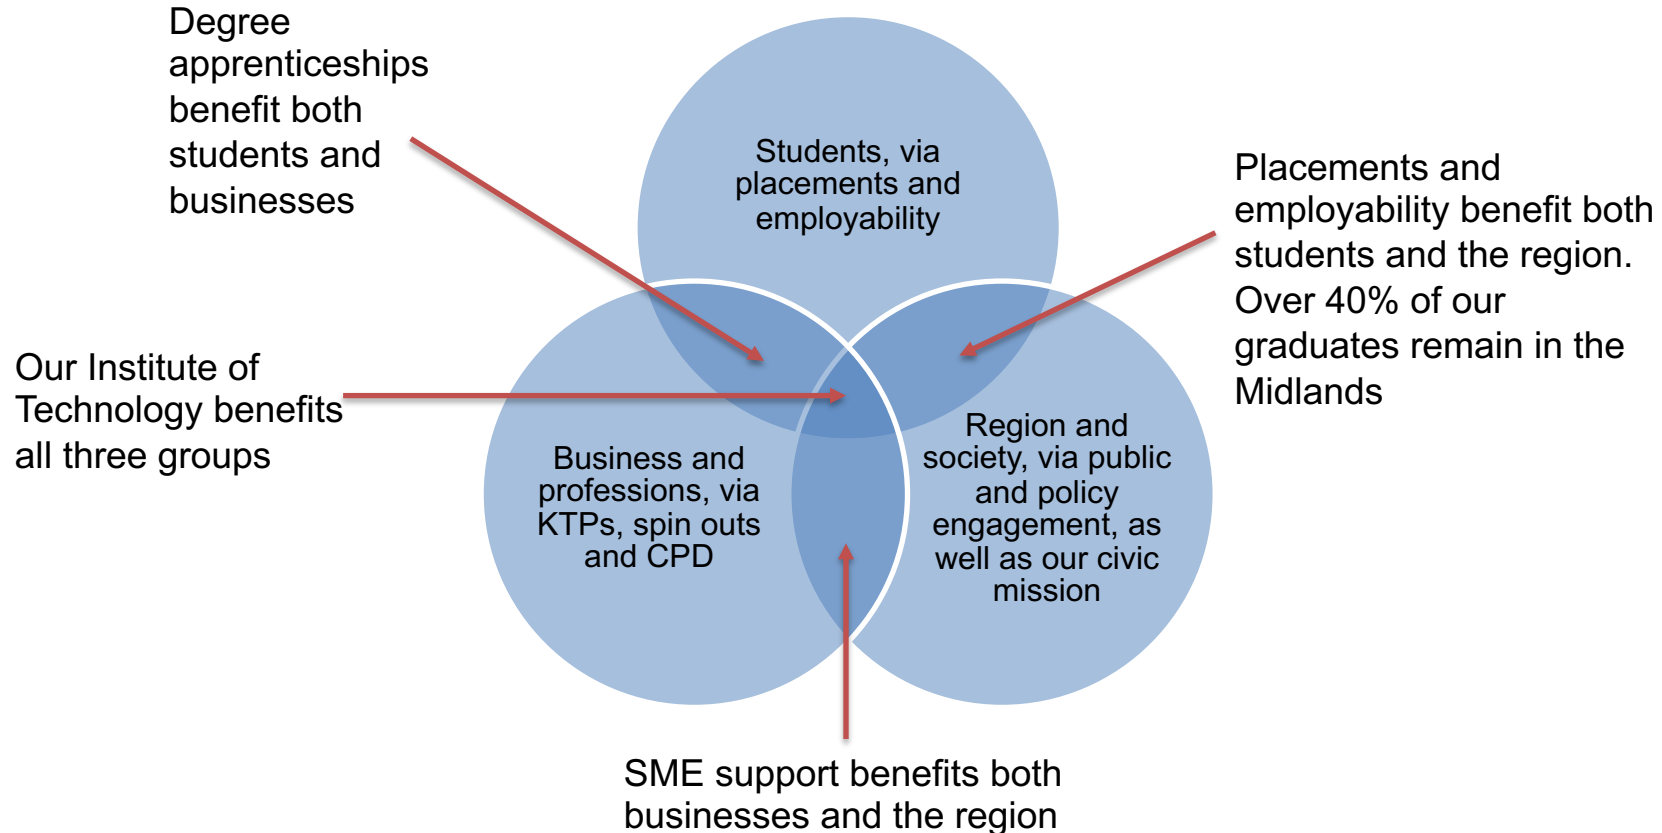 Degree
apprenticeships
benefit both
students and
businesses
Students, via
placements and
employability
Placements and
employability benefit both
students and the region.
Over 40% of our
graduates remain in the
Midlands
Our Institute of
Technology benefits
all three groups
Business and
professions, via
KTPs, spin outs
and CPD
Region and
society, via public
and policy
engagement, as
well as our civic
mission
SME support benefits both
businesses and the region